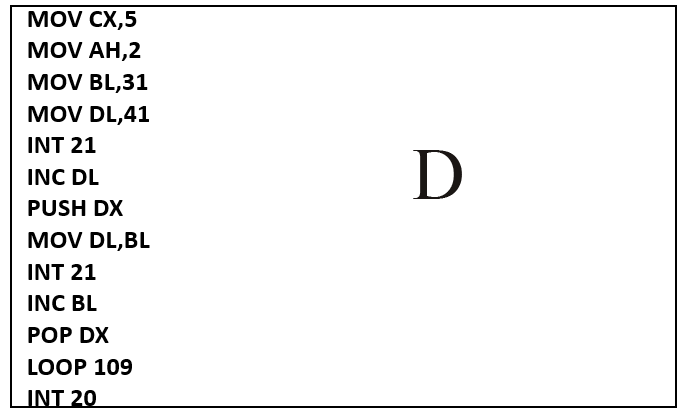 MOV CX,5
MOV AH,2
MOV BL,31
MOV DL,41
INT 21
INC DL
PUSH DX
MOV DL,BL
INT 21
INC BL
POP DX
LOOP 109
INT 20
D